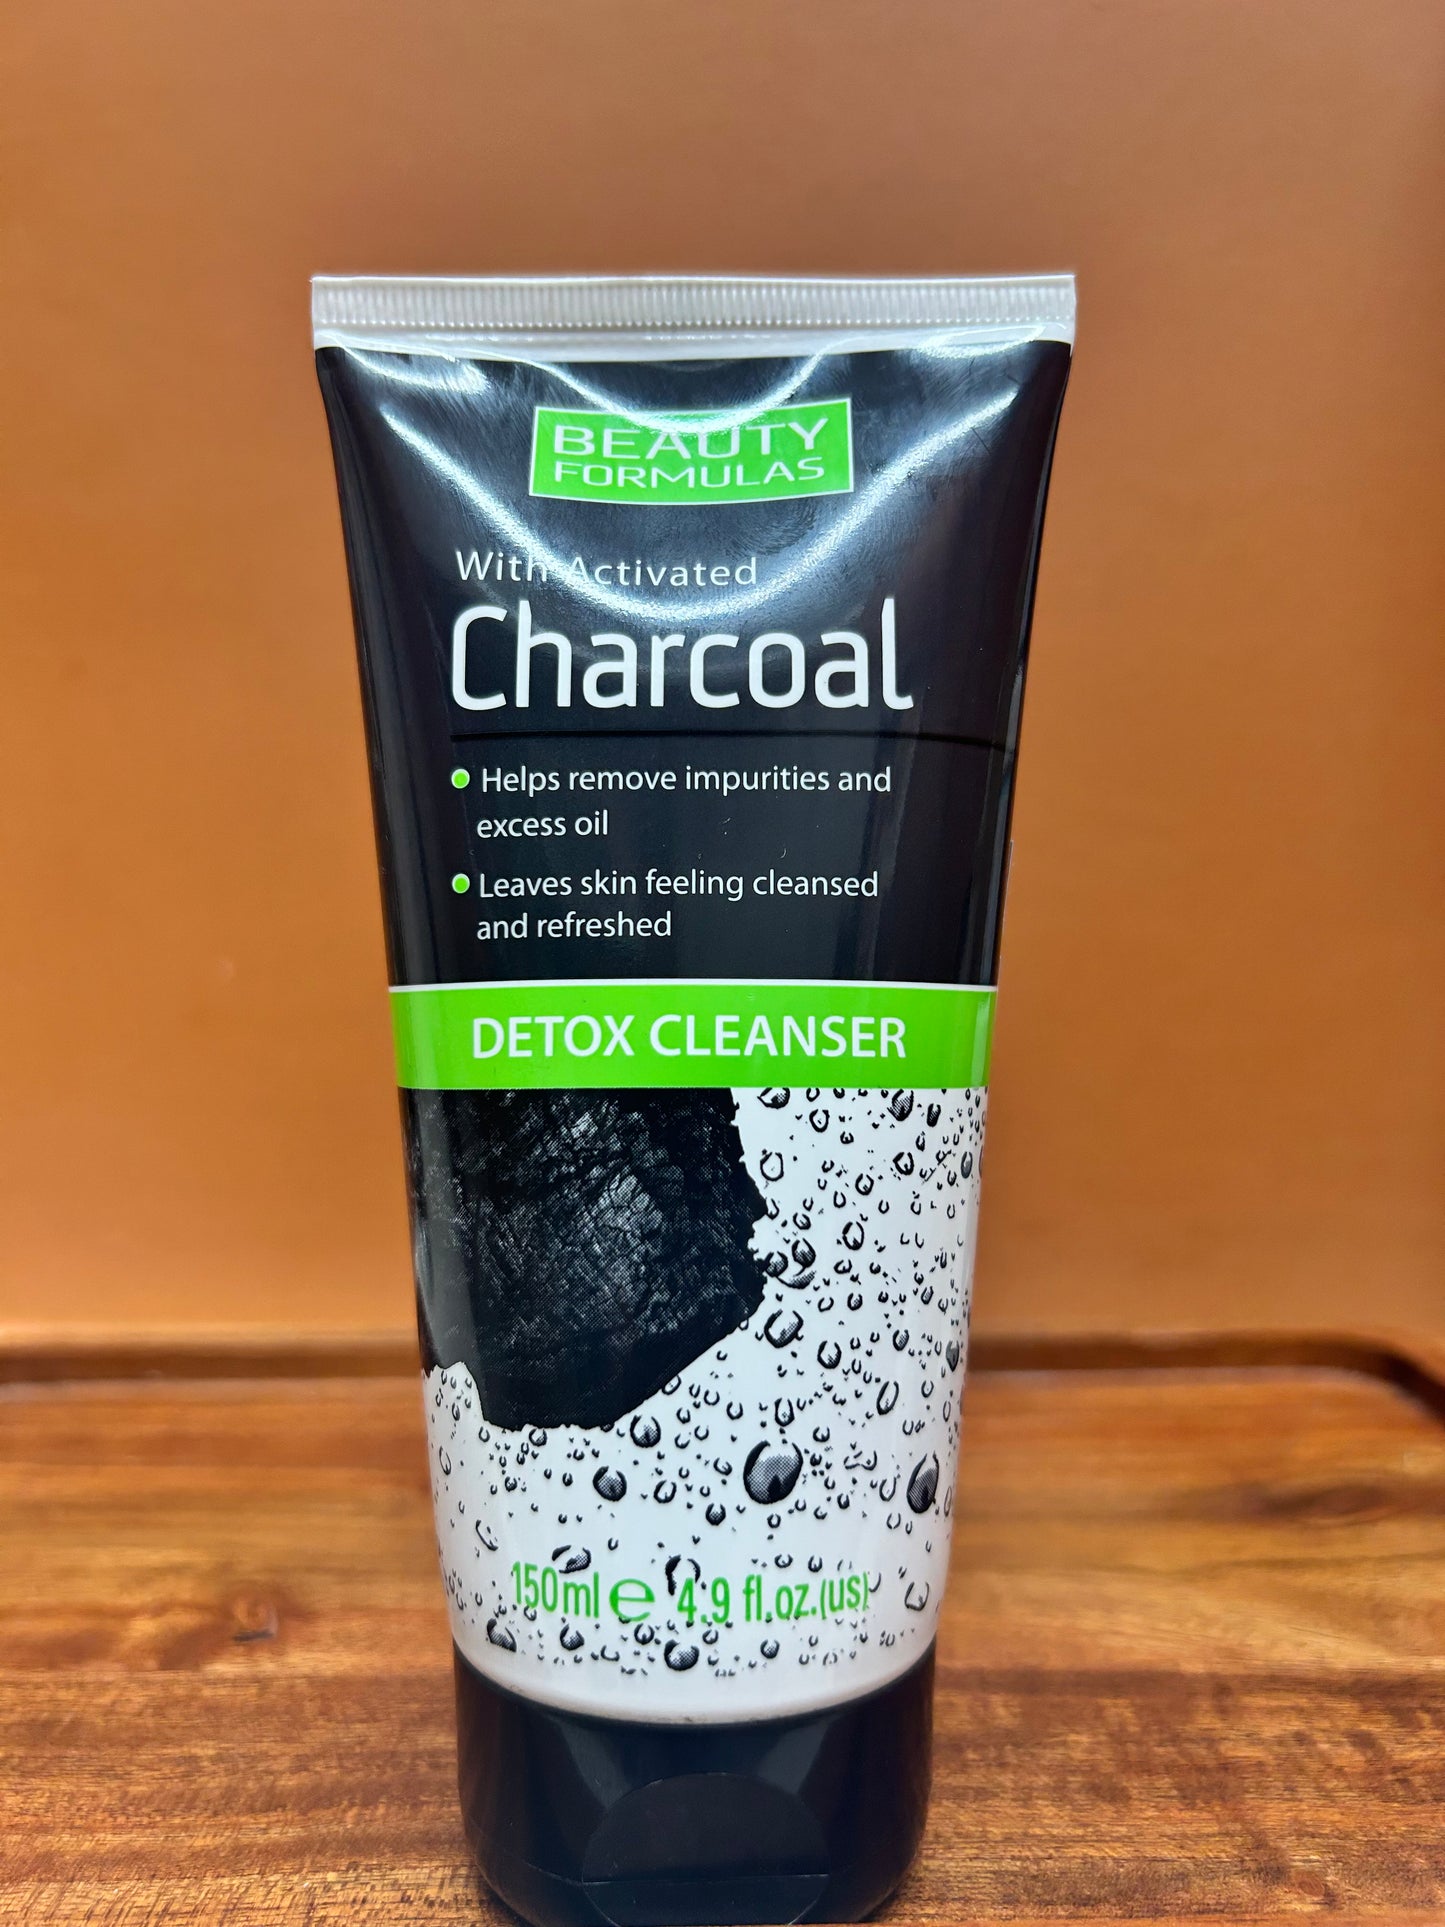 BEAUTY
FORMULAS
With Activated
Charcoal
Helps remove impurities and
excess oil
Leaves skin feeling cleansed
and refreshed
DETOX CLEANSER
150ml ℮ 4.9 fl.oz.(us)